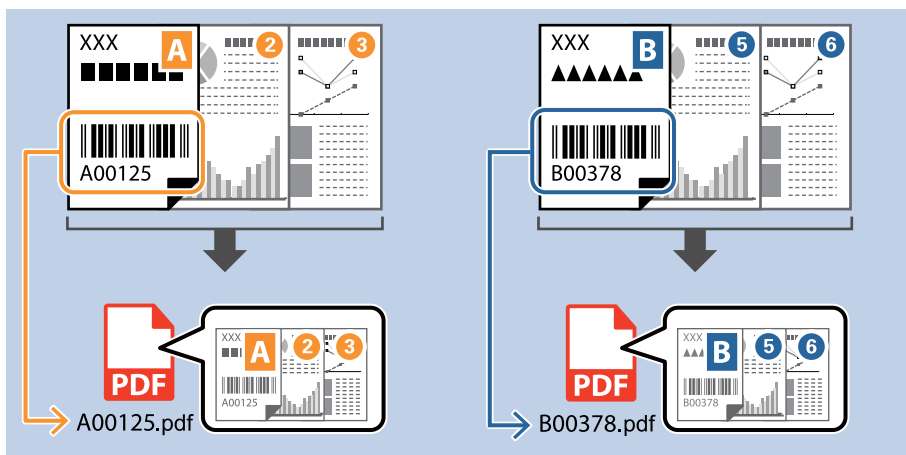 XXX A 2 3
A00125
XXX B 5 6
B00378
PDF
XXX A 2 3
A00125
A00125.pdf
PDF
XXX B 5 6
B00378
B00378.pdf